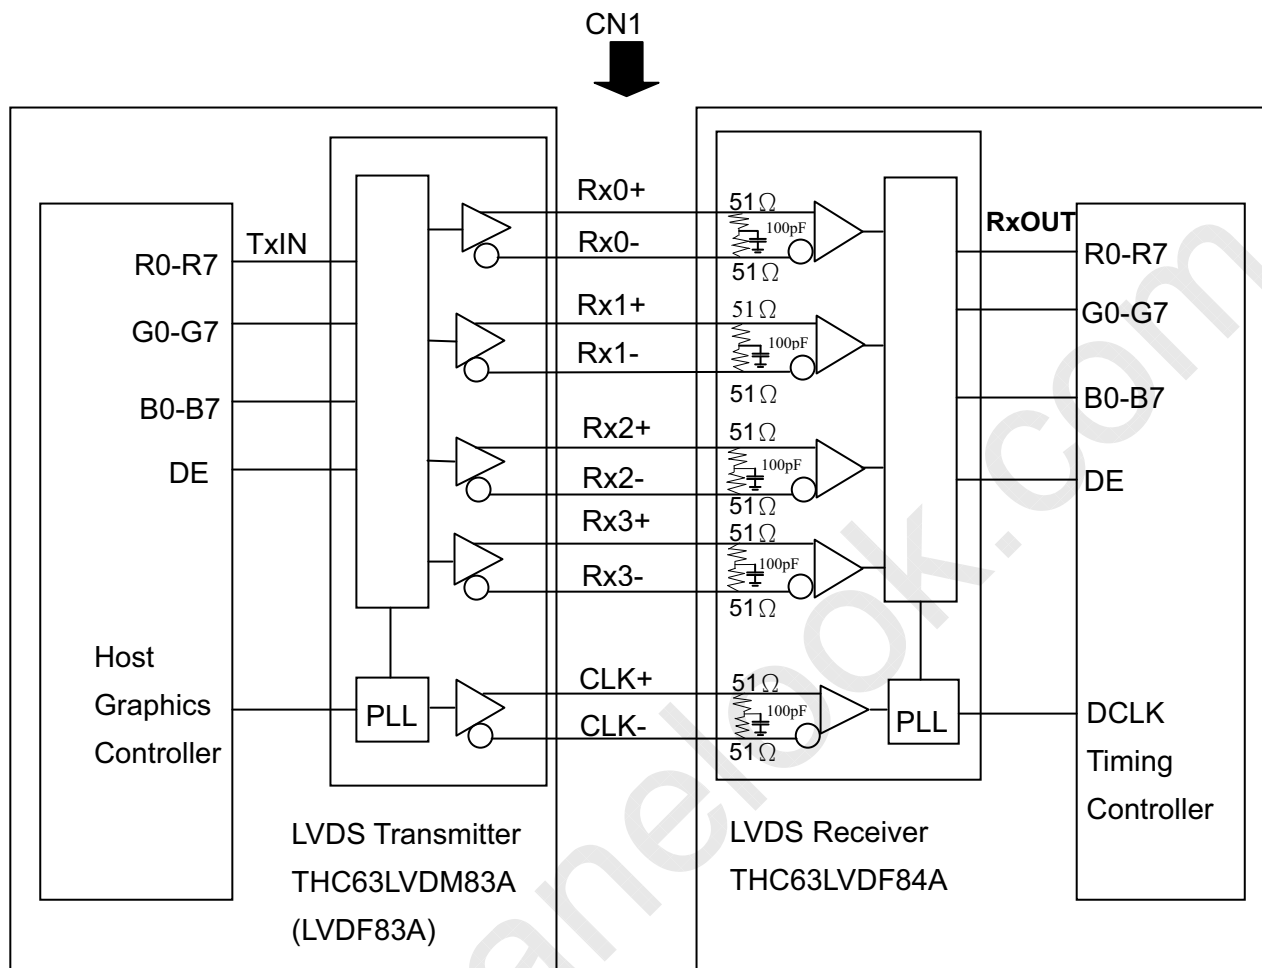 CN1
Host
Graphics
Controller
R0-R7
G0-G7
B0-B7
DE
TxIN
PLL
LVDS Transmitter
THC63LVDM83A
(LVDF83A)
Rx0+
Rx0-
Rx1+
Rx1-
Rx2+
Rx2-
Rx3+
Rx3-
CLK+
CLK-
51Ω
100pF
51Ω
51Ω
100pF
51Ω
51Ω
100pF
51Ω
51Ω
100pF
51Ω
51Ω
100pF
51Ω
PLL
LVDS Receiver
THC63LVDF84A
RxOUT
R0-R7
G0-G7
B0-B7
DE
DCLK
Timing
Controller
anelook.com